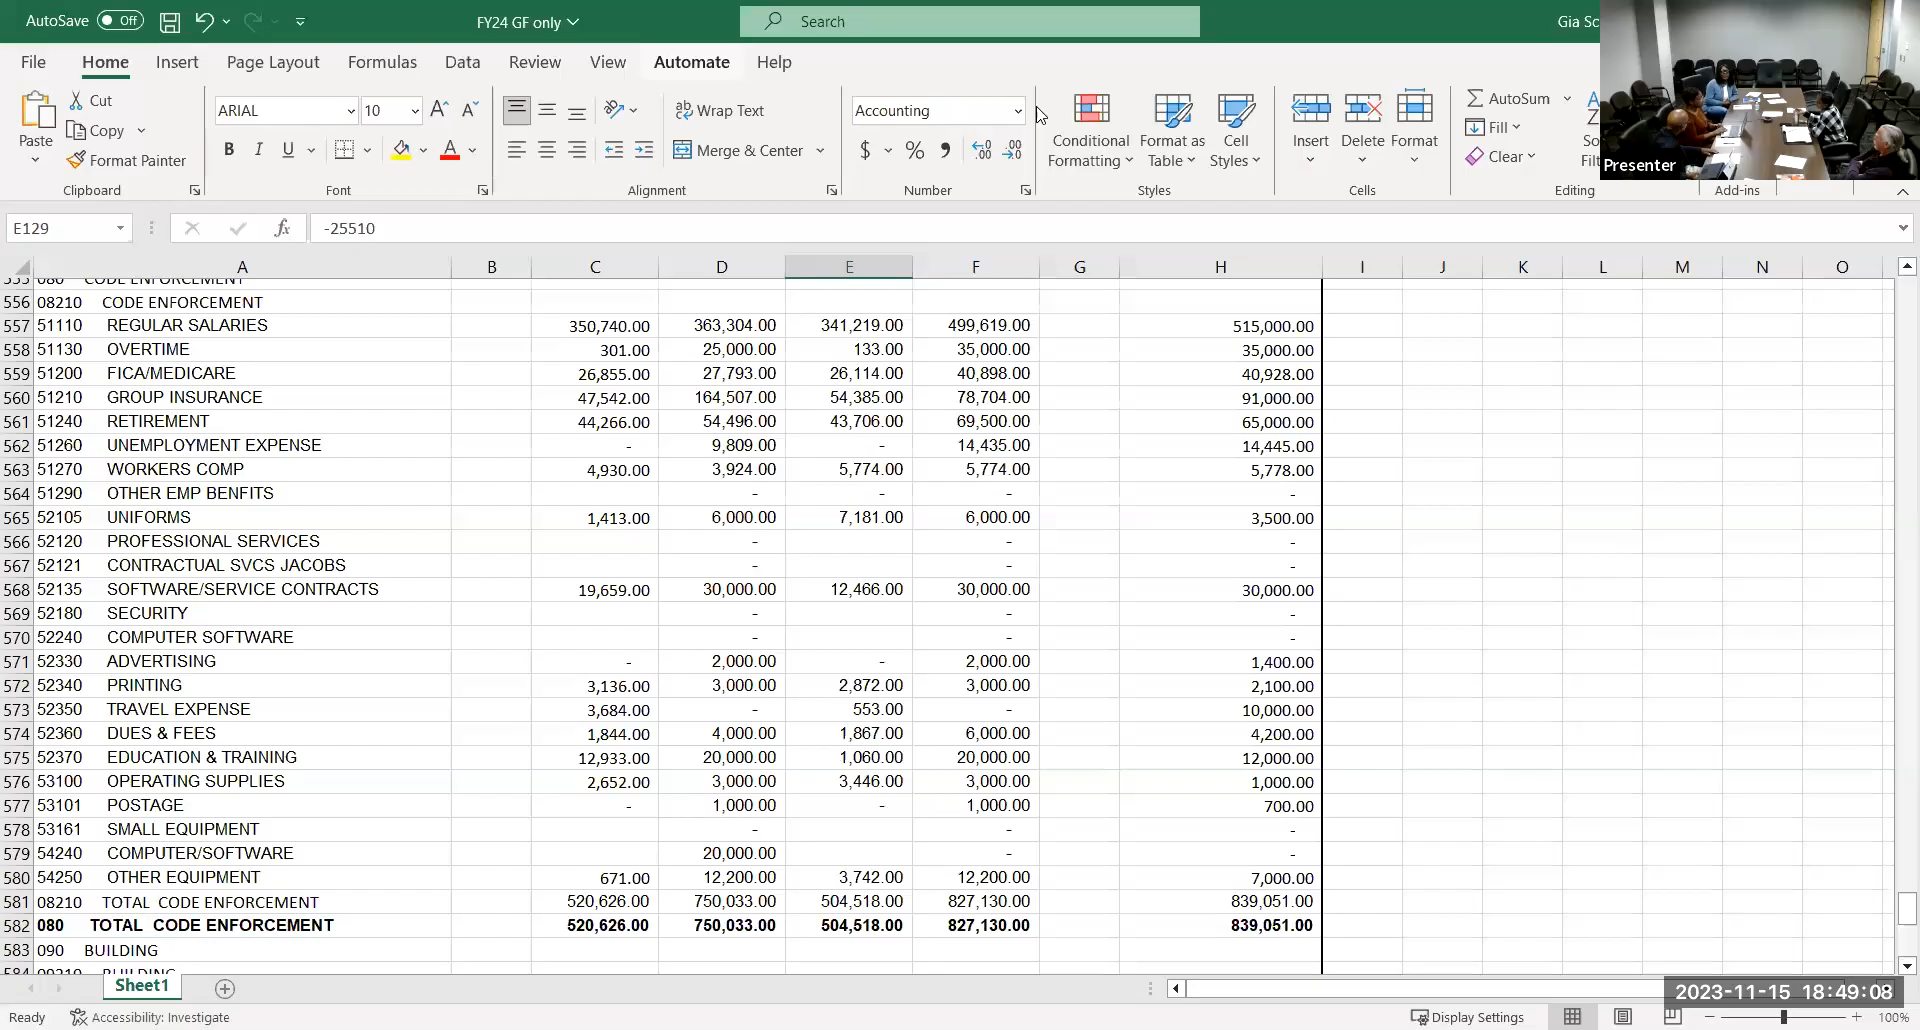 AutoSave Off FY24 GF only Search Gia Sc
File Home Insert Page Layout Formulas Data Review View Automate Help
Paste Cut Copy Format Painter Clipboard
ARIAL 10 A A B I U A Font
ab Wrap Text Merge & Center Alignment
Accounting $ % Number
Conditional Formatting Format as Table Cell Styles Styles
Insert Delete Format Cells
AutoSum Fill Clear Editing
Add-ins
Presenter
E129 fx -25510
A B C D E F G H I J K L M N O
556 08210 CODE ENFORCEMENT
557 51110 REGULAR SALARIES 350,740.00 363,304.00 341,219.00 499,619.00 515,000.00
558 51130 OVERTIME 301.00 25,000.00 133.00 35,000.00 35,000.00
559 51200 FICA/MEDICARE 26,855.00 27,793.00 26,114.00 40,898.00 40,928.00
560 51210 GROUP INSURANCE 47,542.00 164,507.00 54,385.00 78,704.00 91,000.00
561 51240 RETIREMENT 44,266.00 54,496.00 43,706.00 69,500.00 65,000.00
562 51260 UNEMPLOYMENT EXPENSE - 9,809.00 - 14,435.00 14,445.00
563 51270 WORKERS COMP 4,930.00 3,924.00 5,774.00 5,774.00 5,778.00
564 51290 OTHER EMP BENFITS - - - -
565 52105 UNIFORMS 1,413.00 6,000.00 7,181.00 6,000.00 3,500.00
566 52120 PROFESSIONAL SERVICES - - -
567 52121 CONTRACTUAL SVCS JACOBS - - -
568 52135 SOFTWARE/SERVICE CONTRACTS 19,659.00 30,000.00 12,466.00 30,000.00 30,000.00
569 52180 SECURITY - - -
570 52240 COMPUTER SOFTWARE - - -
571 52330 ADVERTISING - 2,000.00 - 2,000.00 1,400.00
572 52340 PRINTING 3,136.00 3,000.00 2,872.00 3,000.00 2,100.00
573 52350 TRAVEL EXPENSE 3,684.00 - 553.00 - 10,000.00
574 52360 DUES & FEES 1,844.00 4,000.00 1,867.00 6,000.00 4,200.00
575 52370 EDUCATION & TRAINING 12,933.00 20,000.00 1,060.00 20,000.00 12,000.00
576 53100 OPERATING SUPPLIES 2,652.00 3,000.00 3,446.00 3,000.00 1,000.00
577 53101 POSTAGE - 1,000.00 - 1,000.00 700.00
578 53161 SMALL EQUIPMENT - - -
579 54240 COMPUTER/SOFTWARE 20,000.00 - -
580 54250 OTHER EQUIPMENT 671.00 12,200.00 3,742.00 12,200.00 7,000.00
581 08210 TOTAL CODE ENFORCEMENT 520,626.00 750,033.00 504,518.00 827,130.00 839,051.00
582 080 TOTAL CODE ENFORCEMENT 520,626.00 750,033.00 504,518.00 827,130.00 839,051.00
583 090 BUILDING
Sheet1
2023-11-15 18:49:08
Ready Accessibility: Investigate Display Settings 100%